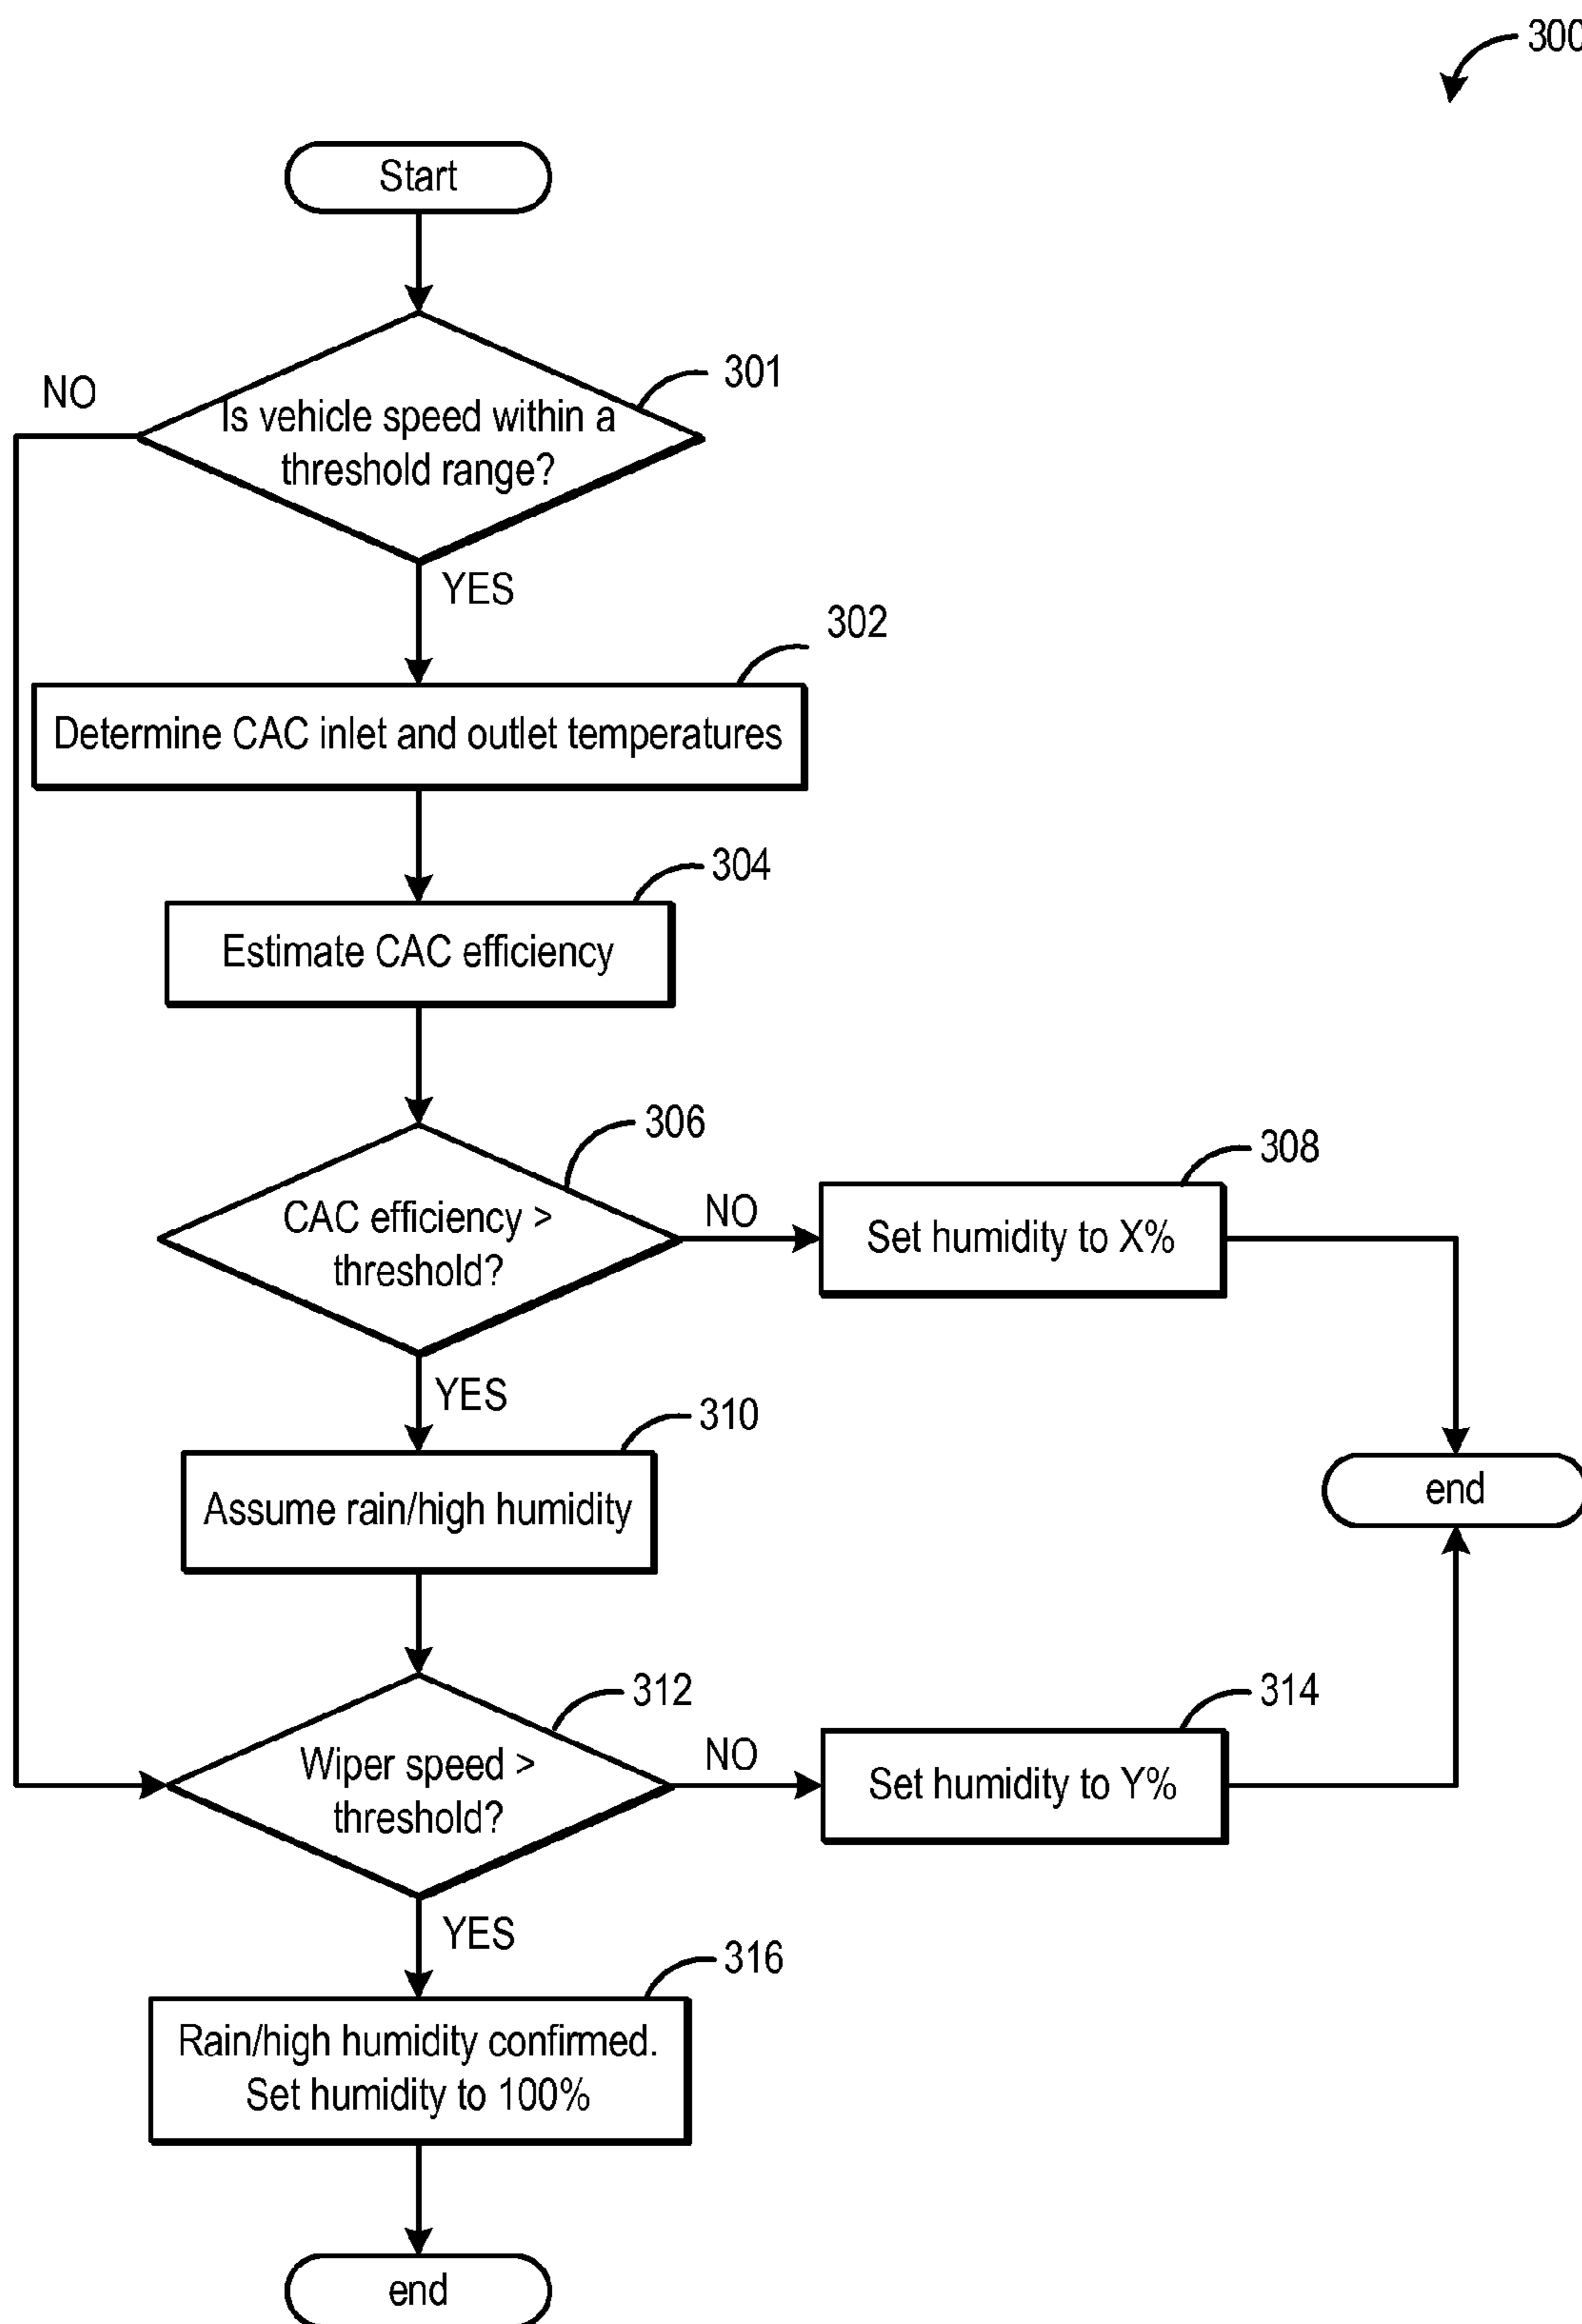 300
Start
301
NO
Is vehicle speed within a
threshold range?
YES
302
Determine CAC inlet and outlet temperatures
304
Estimate CAC efficiency
306
308
CAC efficiency >
threshold?
NO
Set humidity to X%
YES
310
Assume rain/high humidity
end
312
314
Wiper speed >
threshold?
NO
Set humidity to Y%
YES
316
Rain/high humidity confirmed.
Set humidity to 100%
end